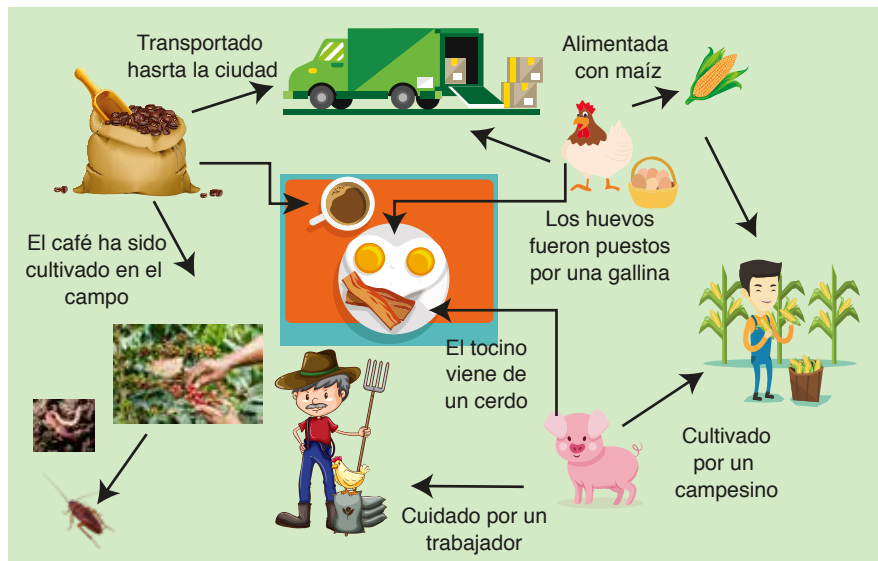 Transportado
hasrta la ciudad
Alimentada
con maíz
Los huevos
fueron puestos
por una gallina
El café ha sido
cultivado en el
campo
El tocino
viene de
un cerdo
Cultivado
por un
campesino
Cuidado por un
trabajador